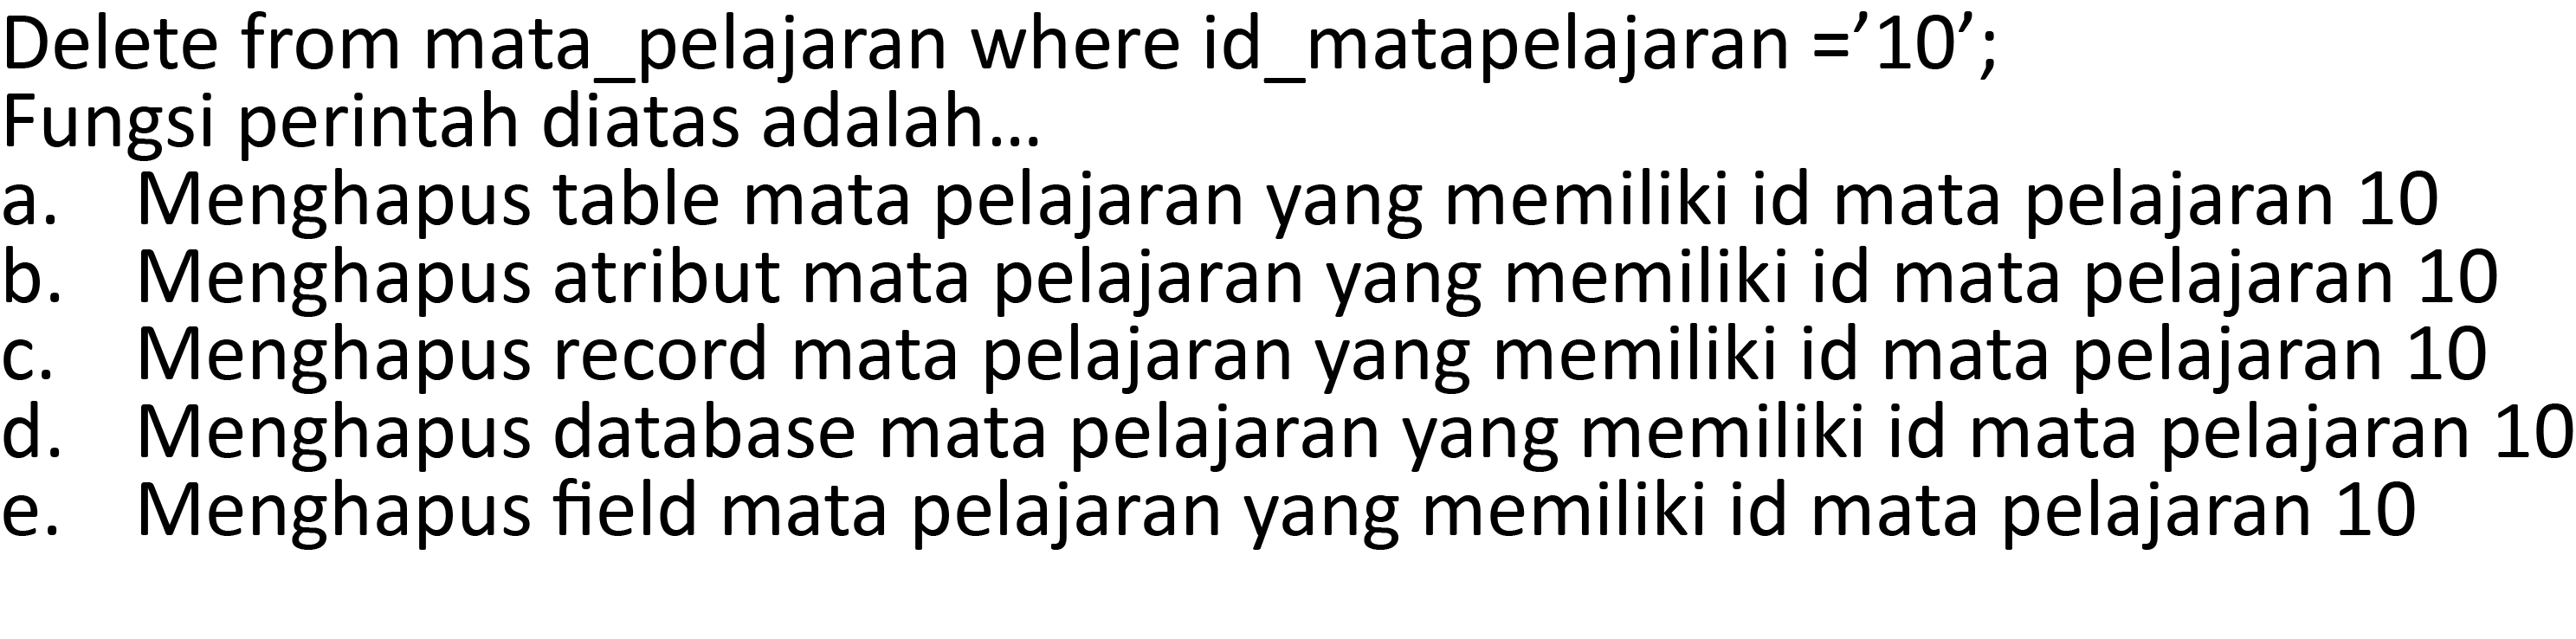 Delete from mata_pelajaran where id_matapelajaran =’10’;
Fungsi perintah diatas adalah...
a. Menghapus table mata pelajaran yang memiliki id mata pelajaran 10
b. Menghapus atribut mata pelajaran yang memiliki id mata pelajaran 10
c. Menghapus record mata pelajaran yang memiliki id mata pelajaran 10
d. Menghapus database mata pelajaran yang memiliki id mata pelajaran 10
e. Menghapus field mata pelajaran yang memiliki id mata pelajaran 10